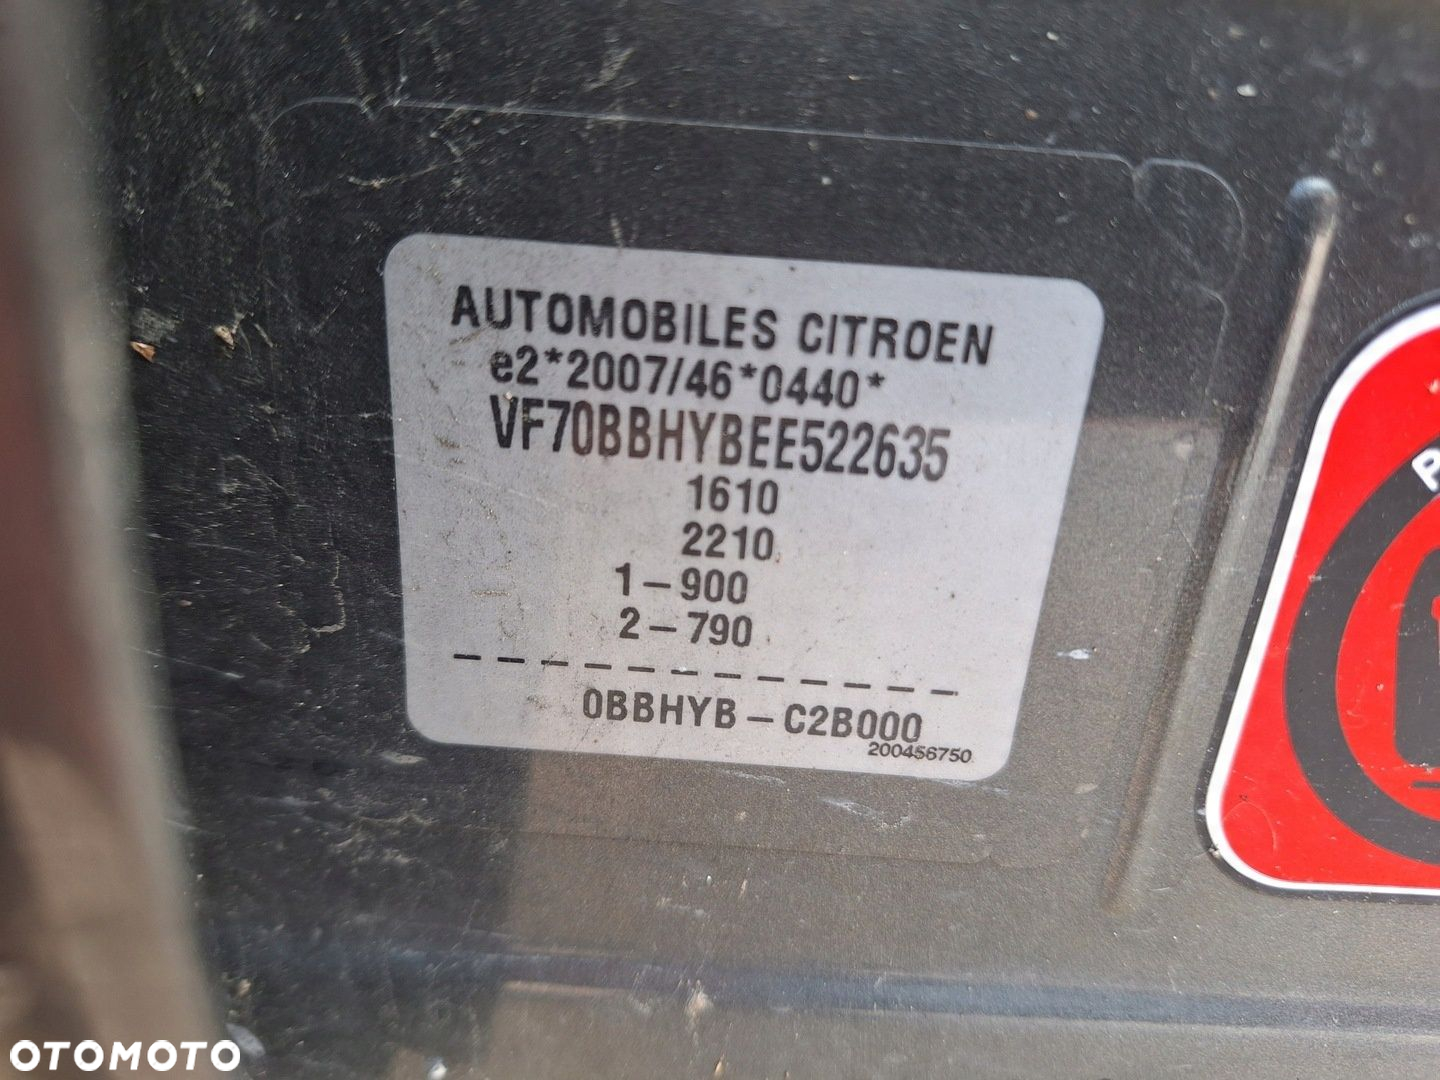 AUTOMOBILES CITROEN
e2*2007/46*0440*
VF70BBHYBEE522635
1610
2210
1-900
2-790
------------
0BBHYB-C2B000
200456750
P
OTOMOTO